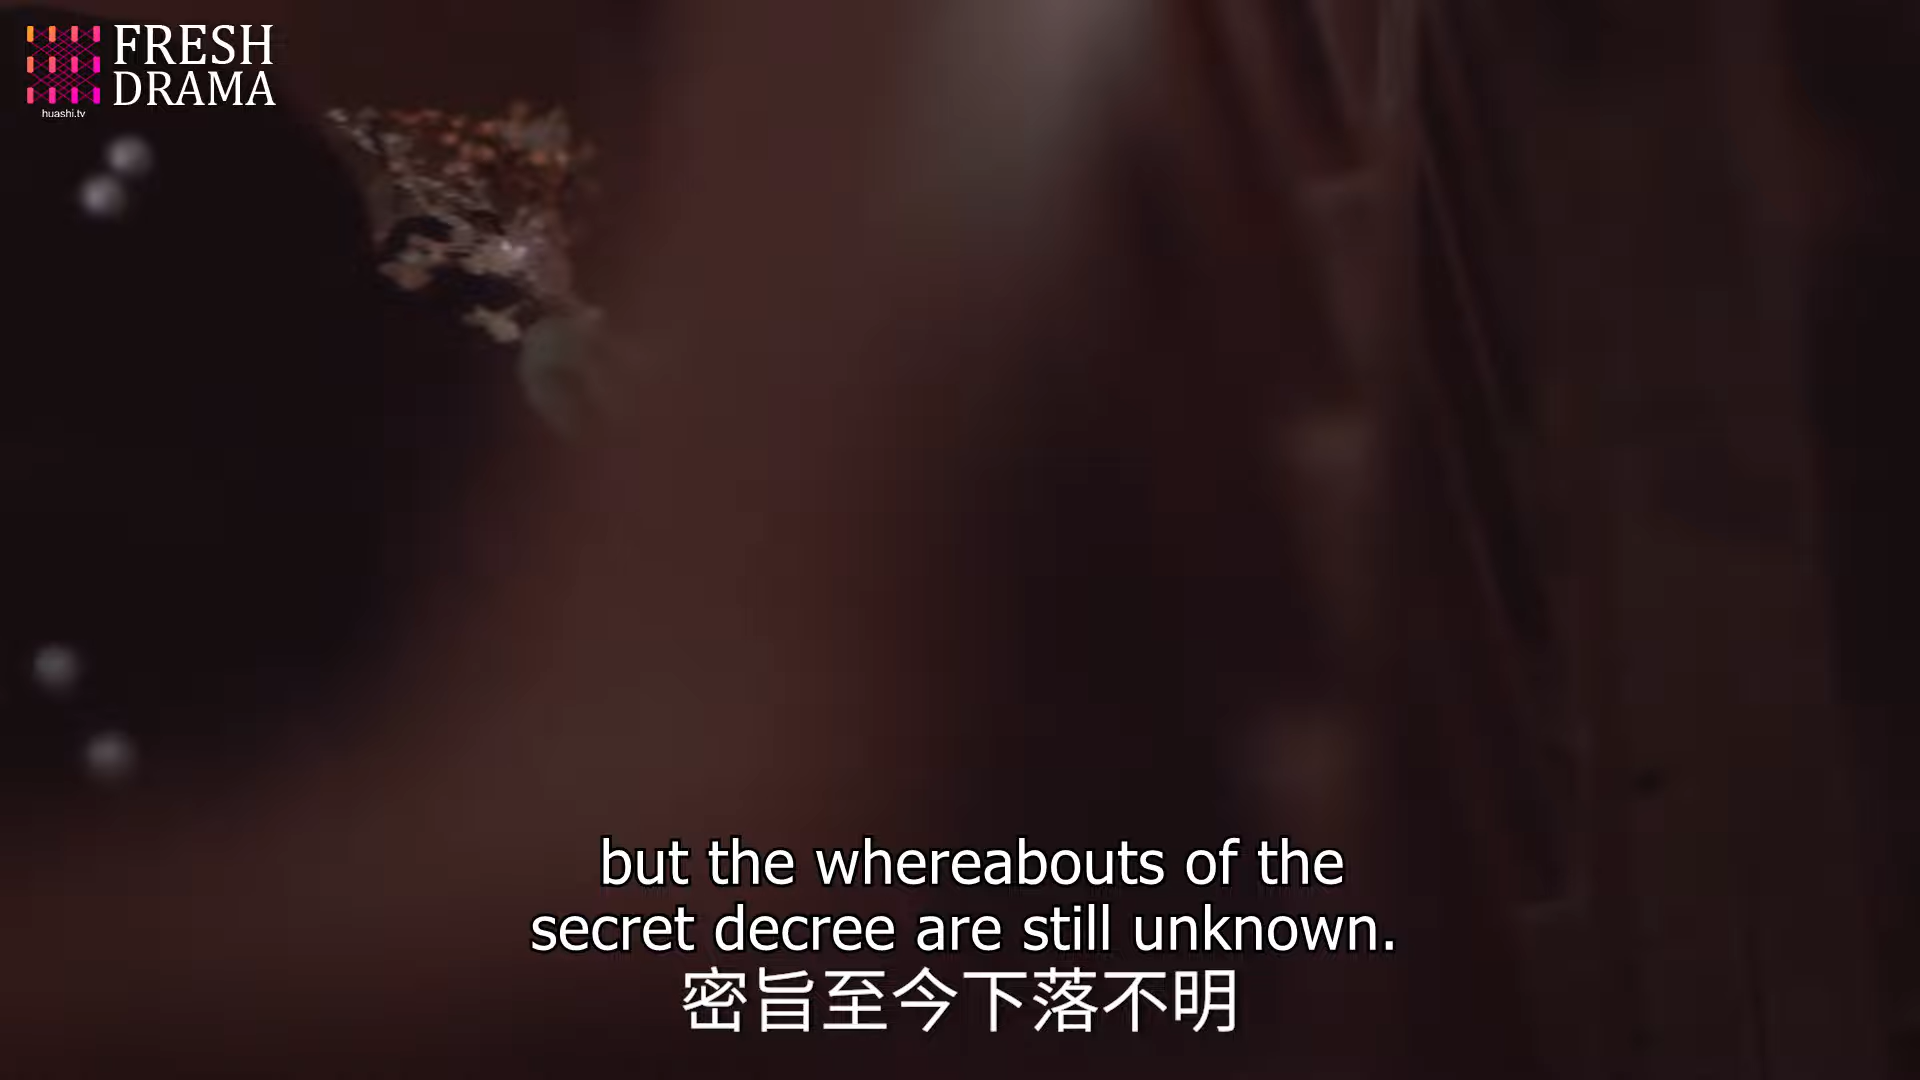 FRESH
DRAMA
huashi.tv
but the whereabouts of the
secret decree are still unknown.
密旨至今下落不明